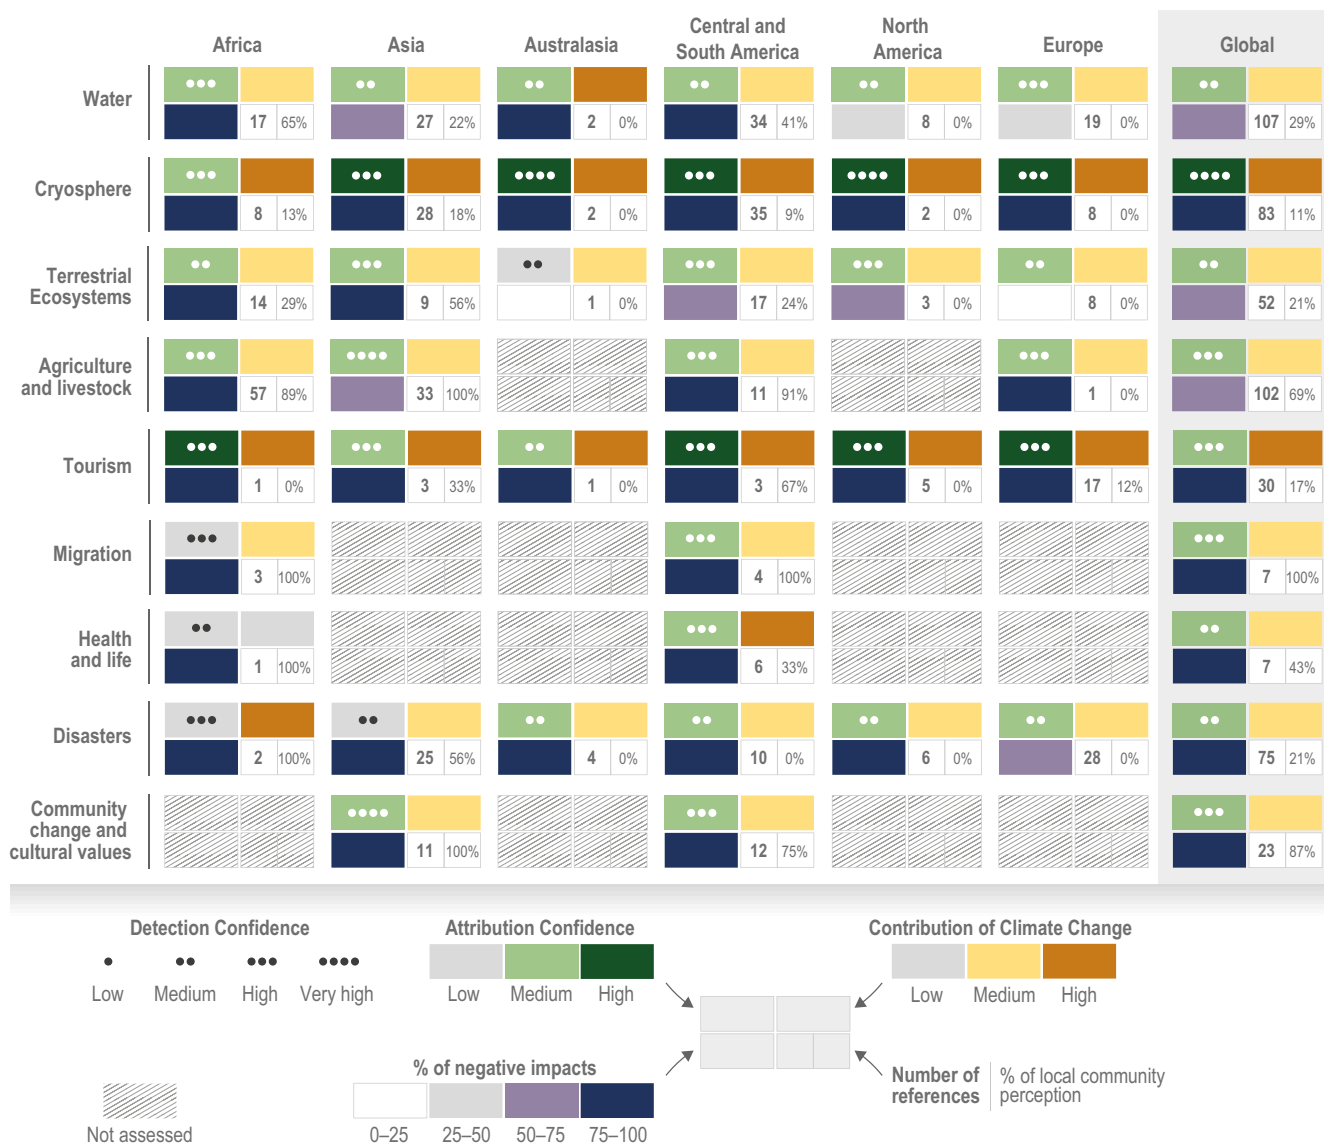 Africa
Asia
Australasia
Central and
South America
North
America
Europe
Global
Water
17 65%
27 22%
2 0%
34 41%
8 0%
19 0%
107 29%
Cryosphere
8 13%
28 18%
2 0%
35 9%
2 0%
8 0%
83 11%
Terrestrial
Ecosystems
14 29%
9 56%
1 0%
17 24%
3 0%
8 0%
52 21%
Agriculture
and livestock
57 89%
33 100%
11 91%
1 0%
102 69%
Tourism
1 0%
3 33%
1 0%
3 67%
5 0%
17 12%
30 17%
Migration
3 100%
4 100%
7 100%
Health
and life
1 100%
6 33%
7 43%
Disasters
2 100%
25 56%
4 0%
10 0%
6 0%
28 0%
75 21%
Community
change and
cultural values
11 100%
12 75%
23 87%
Detection Confidence
Low Medium High Very high
Attribution Confidence
Low Medium High
Contribution of Climate Change
Low Medium High
Not assessed
% of negative impacts
0–25 25–50 50–75 75–100
Number of
references
% of local community
perception